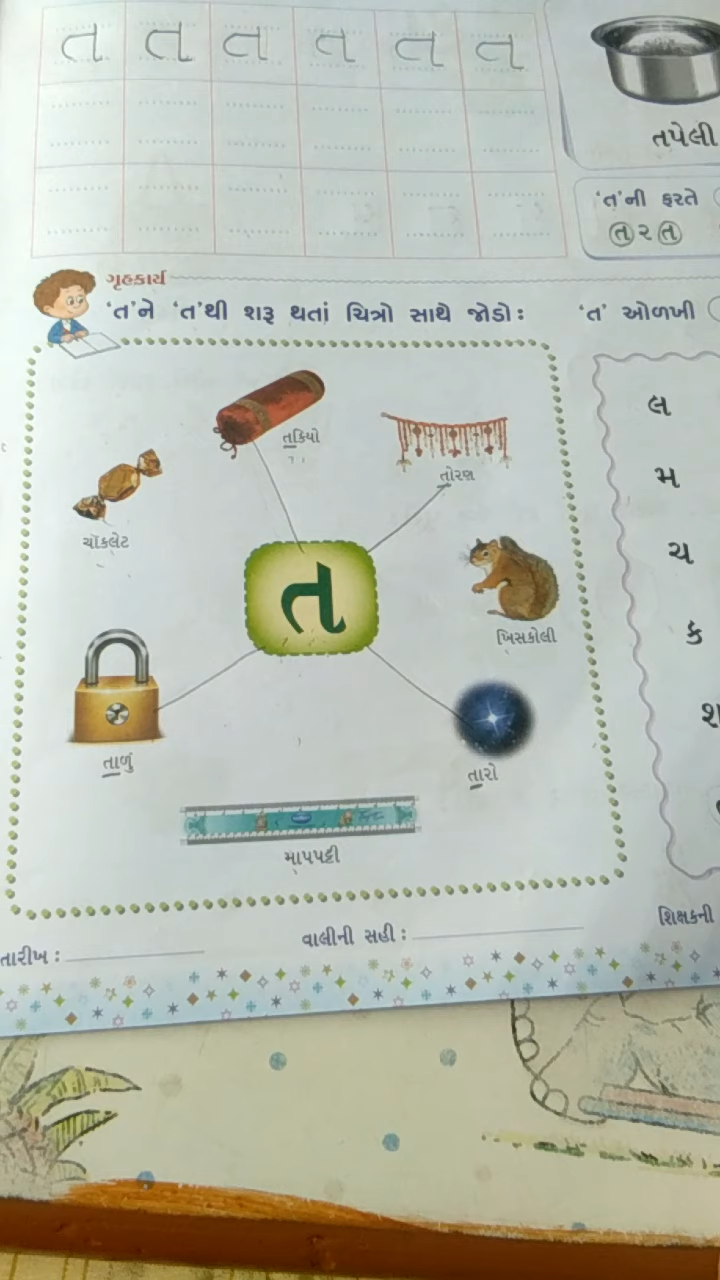 ત ત ત ત ત ત
તપેલી
'ત'ની ફરતે
ત ર ત
ગૃહકાર્ય
'ત'ને 'ત'થી શરૂ થતાં ચિત્રો સાથે જોડો :
'ત' ઓળખી
તકિયો
તોરણ
ચૉકલેટ
ત
ખિસકોલી
તાળું
તારો
માપપટ્ટી
લ
મ
ચ
ક
શ
તારીખ :
વાલીની સહી :
શિક્ષકની